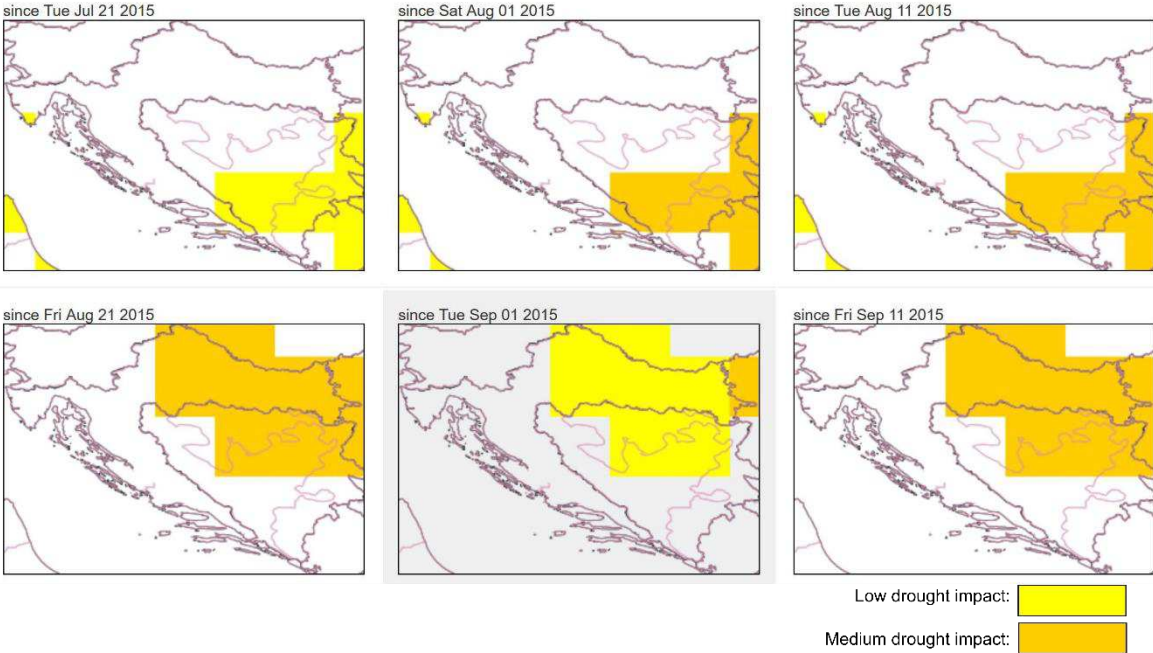 since Tue Jul 21 2015
since Sat Aug 01 2015
since Tue Aug 11 2015
since Fri Aug 21 2015
since Tue Sep 01 2015
since Fri Sep 11 2015
Low drought impact:
Medium drought impact: